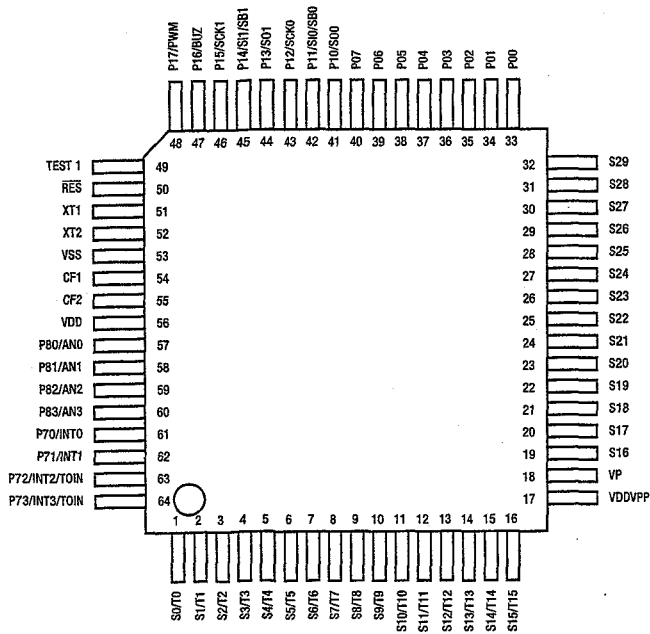 P17/PWM
P16/BUZ
P15/SCK1
P14/SI1/SB1
P13/SO1
P12/SCK0
P11/SI0/SB0
P10/SO0
P07
P06
P05
P04
P03
P02
P01
P00
48 47 46 45 44 43 42 41 40 39 38 37 36 35 34 33
TEST 1 49
RES 50
XT1 51
XT2 52
VSS 53
CF1 54
CF2 55
VDD 56
P80/AN0 57
P81/AN1 58
P82/AN2 59
P83/AN3 60
P70/INT0 61
P71/INT1 62
P72/INT2/TOIN 63
P73/INT3/TOIN 64
32 S29
31 S28
30 S27
29 S26
28 S25
27 S24
26 S23
25 S22
24 S21
23 S20
22 S19
21 S18
20 S17
19 S16
18 VP
17 VDDVPP
1 2 3 4 5 6 7 8 9 10 11 12 13 14 15 16
S0/T0
S1/T1
S2/T2
S3/T3
S4/T4
S5/T5
S6/T6
S7/T7
S8/T8
S9/T9
S10/T10
S11/T11
S12/T12
S13/T13
S14/T14
S15/T15